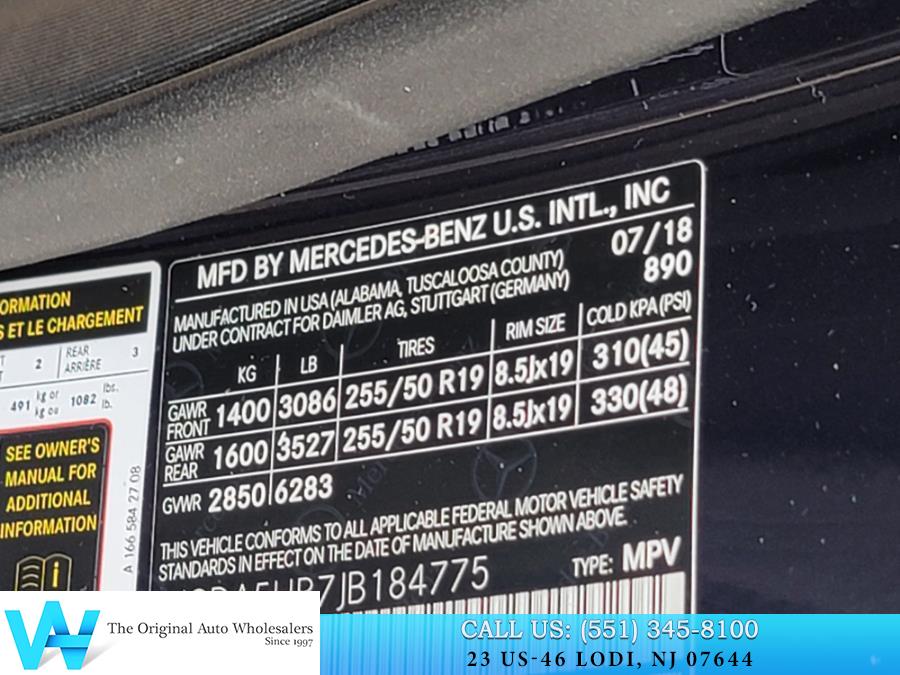 MFD BY MERCEDES-BENZ U.S. INTL., INC
07/18
MANUFACTURED IN USA (ALABAMA, TUSCALOOSA COUNTY)
890
UNDER CONTRACT FOR DAIMLER AG, STUTTGART (GERMANY)
KG LB TIRES RIM SIZE COLD KPA(PSI)
GAWR FRONT 1400 3086 255/50 R19 8.5Jx19 310(45)
GAWR REAR 1600 3527 255/50 R19 8.5Jx19 330(48)
GVWR 2850 6283
THIS VEHICLE CONFORMS TO ALL APPLICABLE FEDERAL MOTOR VEHICLE SAFETY
STANDARDS IN EFFECT ON THE DATE OF MANUFACTURE SHOWN ABOVE.
7JB184775 TYPE: MPV
ORMATION
S ET LE CHARGEMENT
2 REAR 3
ARRIÈRE
491 kg or 1082 lbs.
kg ou lb.
SEE OWNER'S
MANUAL FOR
ADDITIONAL
INFORMATION
A 166 584 27 08
The Original Auto Wholesalers
Since 1997
CALL US: (551) 345-8100
23 US-46 LODI, NJ 07644